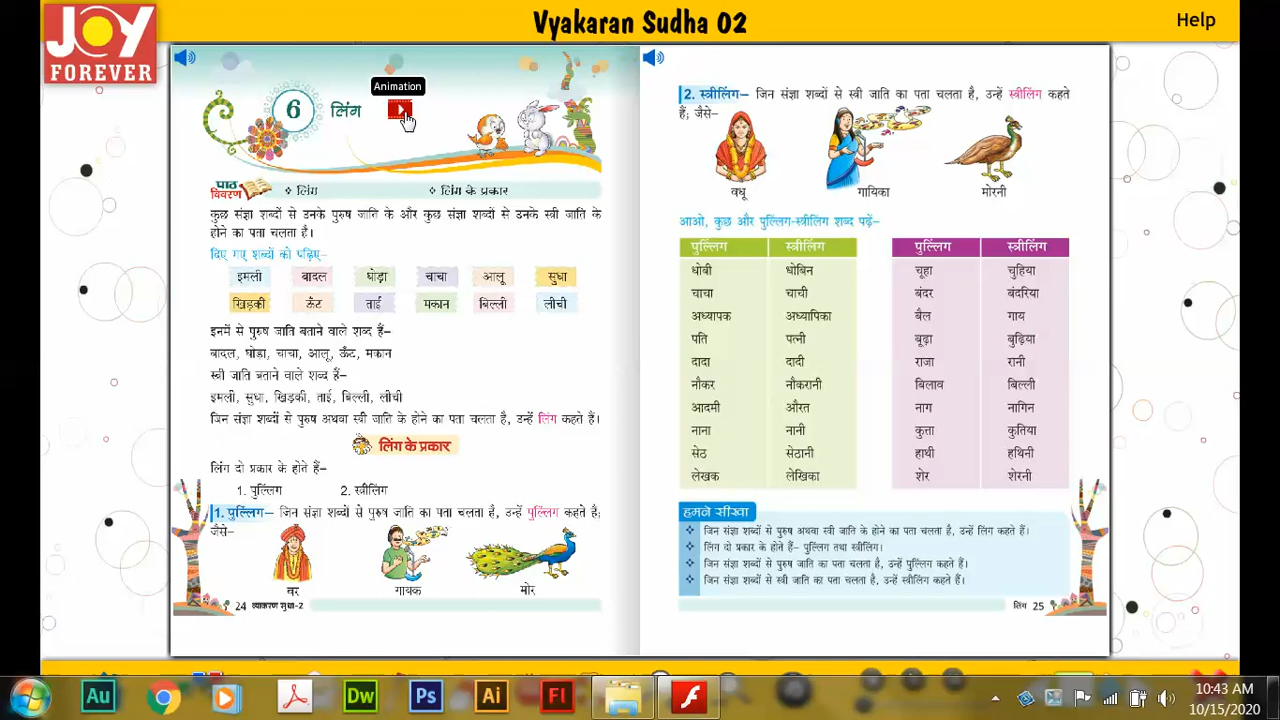 Vyakaran Sudha 02
Help
JOY
FOREVER
Animation
6
लिंग
पाठ
विवरण
❖ लिंग
❖ लिंग के प्रकार
कुछ संज्ञा शब्दों से उनके पुरुष जाति के और कुछ संज्ञा शब्दों से उनके स्त्री जाति के
होने का पता चलता है।
दिए गए शब्दों को पढ़िए–
इमली बादल घोड़ा चाचा आलू सुधा
खिड़की ऊँट ताई मकान बिल्ली लीची
इनमें से पुरुष जाति बताने वाले शब्द हैं–
बादल, घोड़ा, चाचा, आलू, ऊँट, मकान
स्त्री जाति बताने वाले शब्द हैं–
इमली, सुधा, खिड़की, ताई, बिल्ली, लीची
जिन संज्ञा शब्दों से पुरुष अथवा स्त्री जाति के होने का पता चलता है, उन्हें लिंग कहते हैं।
लिंग के प्रकार
लिंग दो प्रकार के होते हैं–
1. पुल्लिंग 2. स्त्रीलिंग
1. पुल्लिंग– जिन संज्ञा शब्दों से पुरुष जाति का पता चलता है, उन्हें पुल्लिंग कहते हैं;
जैसे–
वर गायक मोर
24 व्याकरण सुधा-2
2. स्त्रीलिंग– जिन संज्ञा शब्दों से स्त्री जाति का पता चलता है, उन्हें स्त्रीलिंग कहते
हैं; जैसे–
वधू गायिका मोरनी
आओ, कुछ और पुल्लिंग-स्त्रीलिंग शब्द पढ़ें–
पुल्लिंग स्त्रीलिंग पुल्लिंग स्त्रीलिंग
धोबी धोबिन चूहा चुहिया
चाचा चाची बंदर बंदरिया
अध्यापक अध्यापिका बैल गाय
पति पत्नी बूढ़ा बुढ़िया
दादा दादी राजा रानी
नौकर नौकरानी बिलाव बिल्ली
आदमी औरत नाग नागिन
नाना नानी कुत्ता कुतिया
सेठ सेठानी हाथी हथिनी
लेखक लेखिका शेर शेरनी
हमने सीखा
❖ जिन संज्ञा शब्दों से पुरुष अथवा स्त्री जाति के होने का पता चलता है, उन्हें लिंग कहते हैं।
❖ लिंग दो प्रकार के होते हैं– पुल्लिंग तथा स्त्रीलिंग।
❖ जिन संज्ञा शब्दों से पुरुष जाति का पता चलता है, उन्हें पुल्लिंग कहते हैं।
❖ जिन संज्ञा शब्दों से स्त्री जाति का पता चलता है, उन्हें स्त्रीलिंग कहते हैं।
लिंग 25
Au Dw Ps Ai Fl
10:43 AM
10/15/2020